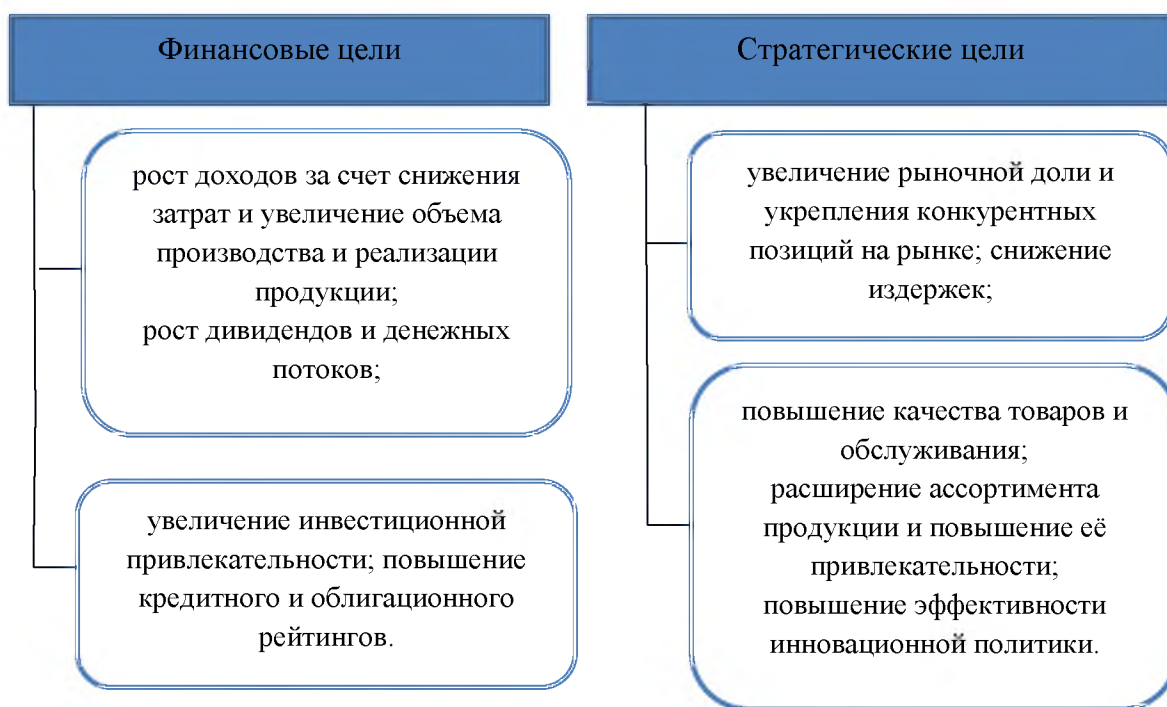 Финансовые цели
рост доходов за счет снижения
затрат и увеличение объема
производства и реализации
продукции;
рост дивидендов и денежных
потоков;
увеличение инвестиционной
привлекательности; повышение
кредитного и облигационного
рейтингов.
Стратегические цели
увеличение рыночной доли и
укрепления конкурентных
позиций на рынке; снижение
издержек;
повышение качества товаров и
обслуживания;
расширение ассортимента
продукции и повышение её
привлекательности;
повышение эффективности
инновационной политики.